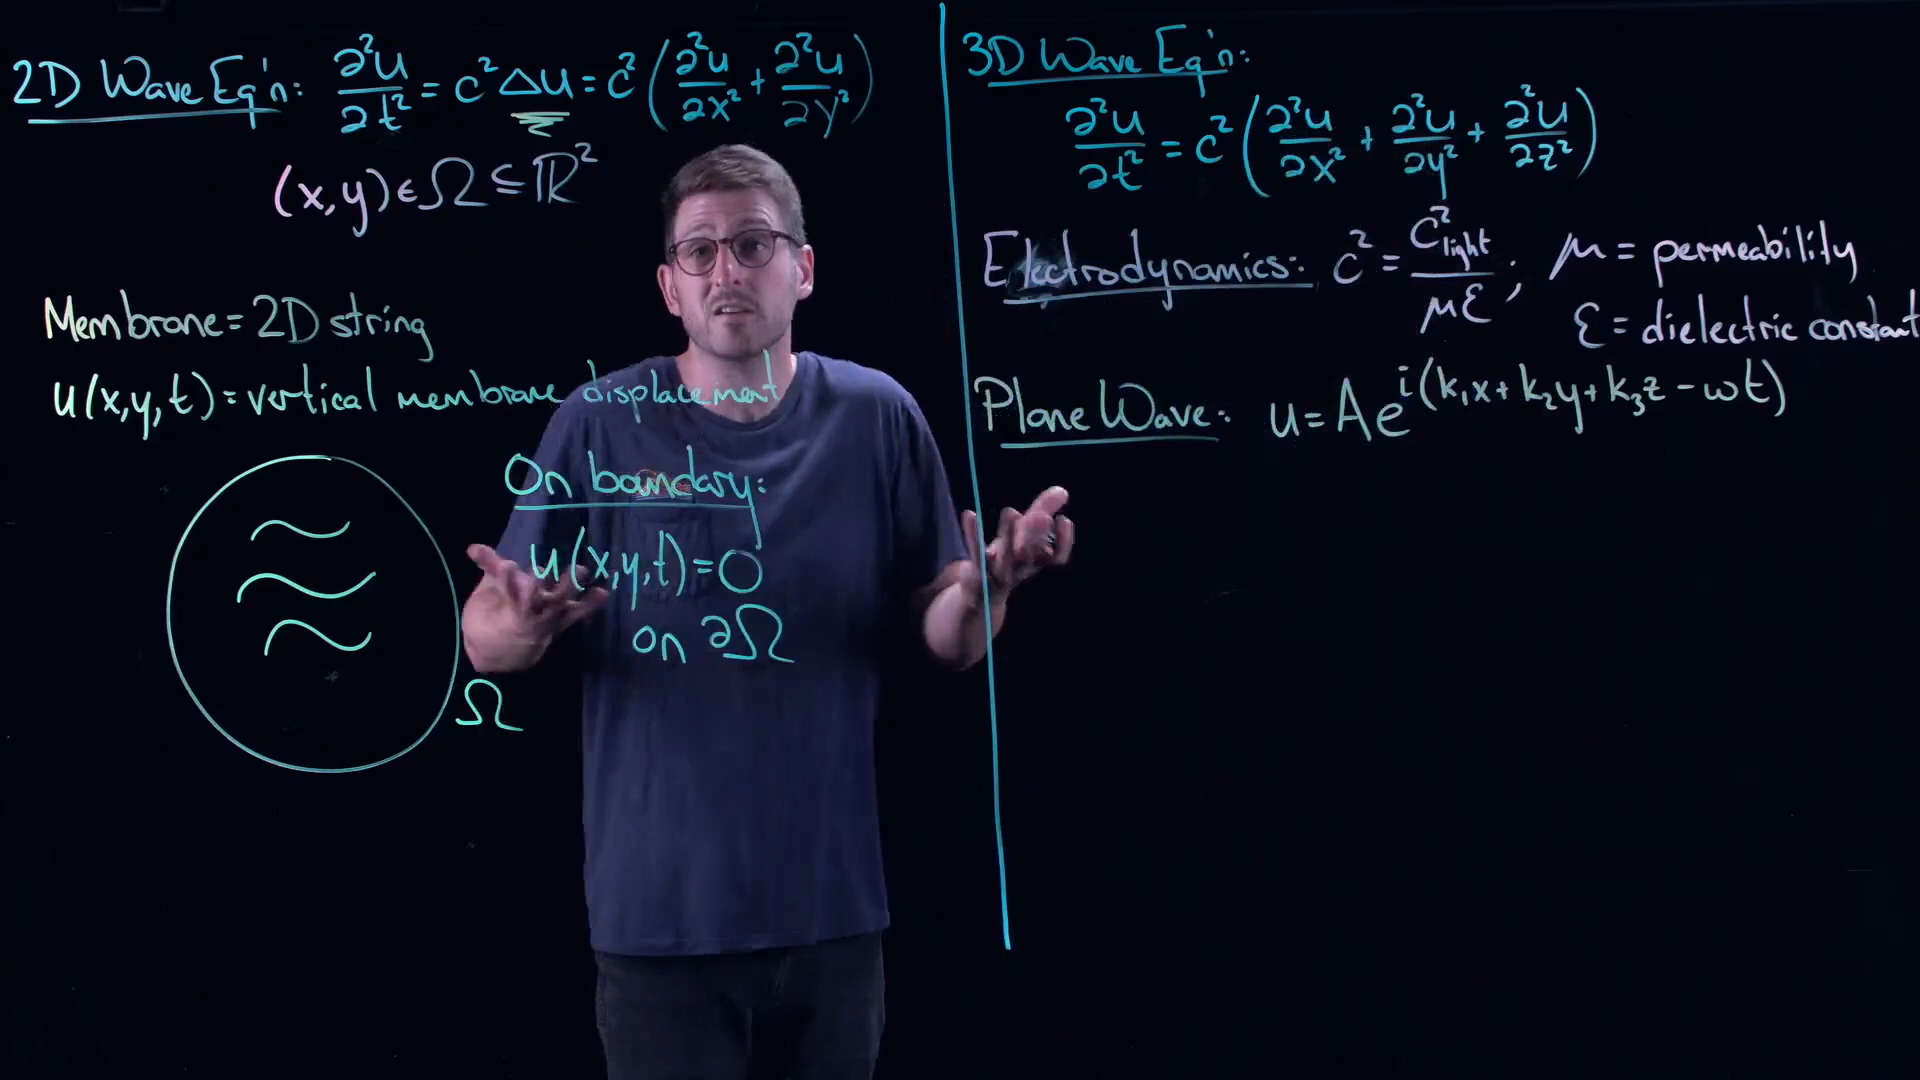 2D Wave Eq'n: ∂²u/∂t² = c² Δu = c² (∂²u/∂x² + ∂²u/∂y²)
(x,y) ∈ Ω ⊆ ℝ²
Membrane = 2D string
u(x,y,t) = vertical membrane displacement
On boundary:
u(x,y,t) = 0
on ∂Ω
Ω
3D Wave Eq'n:
∂²u/∂t² = c² (∂²u/∂x² + ∂²u/∂y² + ∂²u/∂z²)
Electrodynamics: c² = c²light/με ; μ = permeability
ε = dielectric constant
Plane Wave: u = Ae^i(k₁x + k₂y + k₃z − ωt)